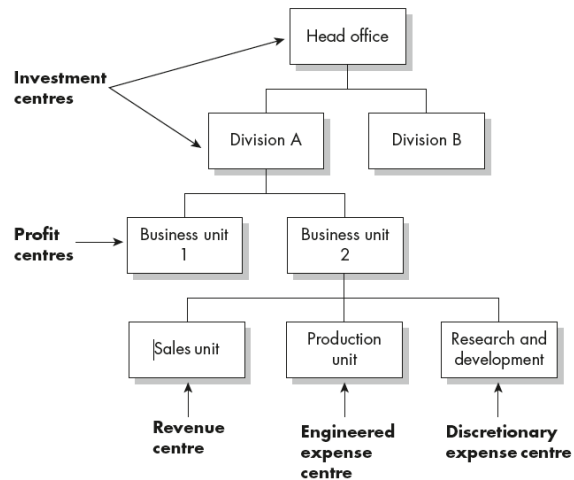 Head office
Investment
centres
Division A
Division B
Profit
centres
Business unit
1
Business unit
2
Sales unit
Production
unit
Research and
development
Revenue
centre
Engineered
expense
centre
Discretionary
expense centre